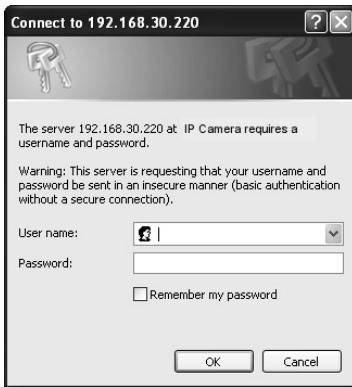 Connect to 192.168.30.220
The server 192.168.30.220 at IP Camera requires a
username and password.
Warning: This server is requesting that your username and
password be sent in an insecure manner (basic authentication
without a secure connection).
User name:
Password:
Remember my password
OK Cancel